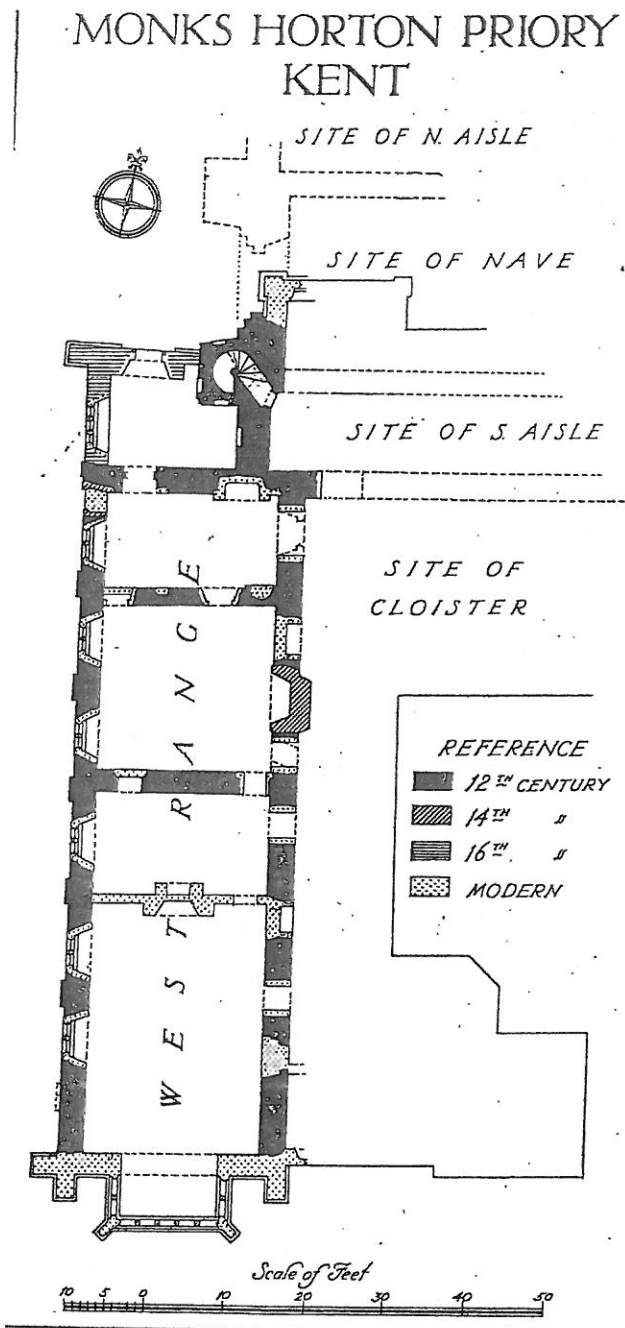 MONKS HORTON PRIORY
KENT
SITE OF N. AISLE
SITE OF NAVE
SITE OF S. AISLE
SITE OF
CLOISTER
WEST RANGE
REFERENCE
12TH CENTURY
14TH "
16TH. "
MODERN
Scale of Feet
10 5 0 10 20 30 40 50